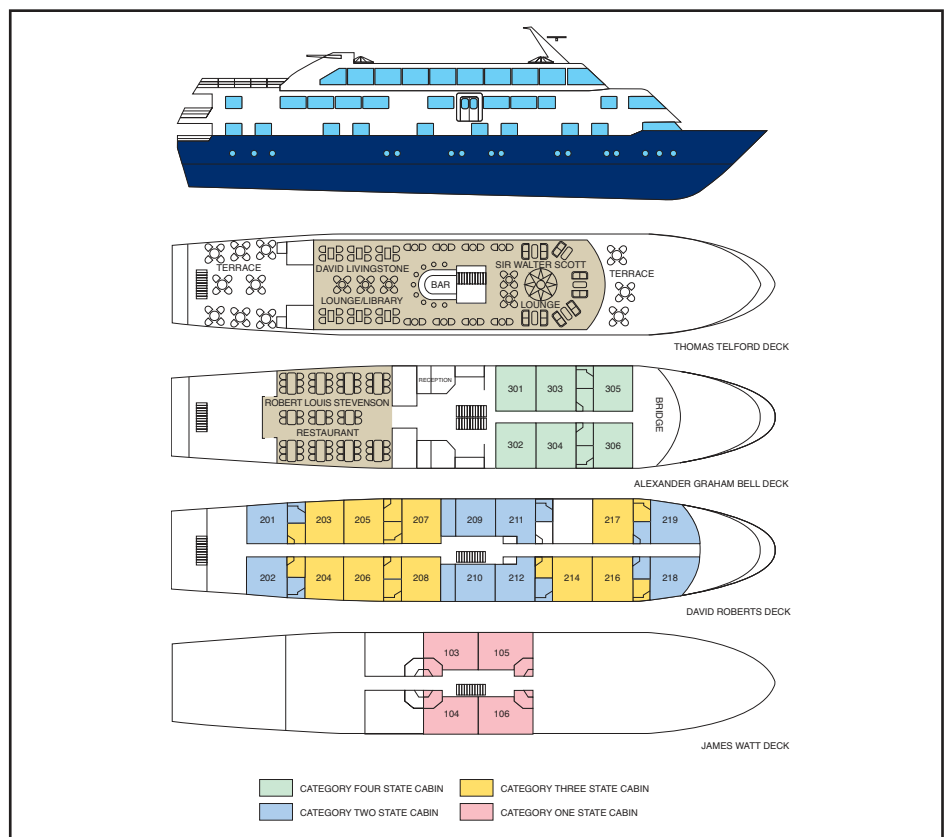 TERRACE
DAVID LIVINGSTONE
LOUNGE/LIBRARY
BAR
SIR WALTER SCOTT
LOUNGE
TERRACE
THOMAS TELFORD DECK
RECEPTION
ROBERT LOUIS STEVENSON
RESTAURANT
301 303 305
302 304 306
BRIDGE
ALEXANDER GRAHAM BELL DECK
201 203 205 207 209 211 217 219
202 204 206 208 210 212 214 216 218
DAVID ROBERTS DECK
103 105
104 106
JAMES WATT DECK
CATEGORY FOUR STATE CABIN
CATEGORY THREE STATE CABIN
CATEGORY TWO STATE CABIN
CATEGORY ONE STATE CABIN